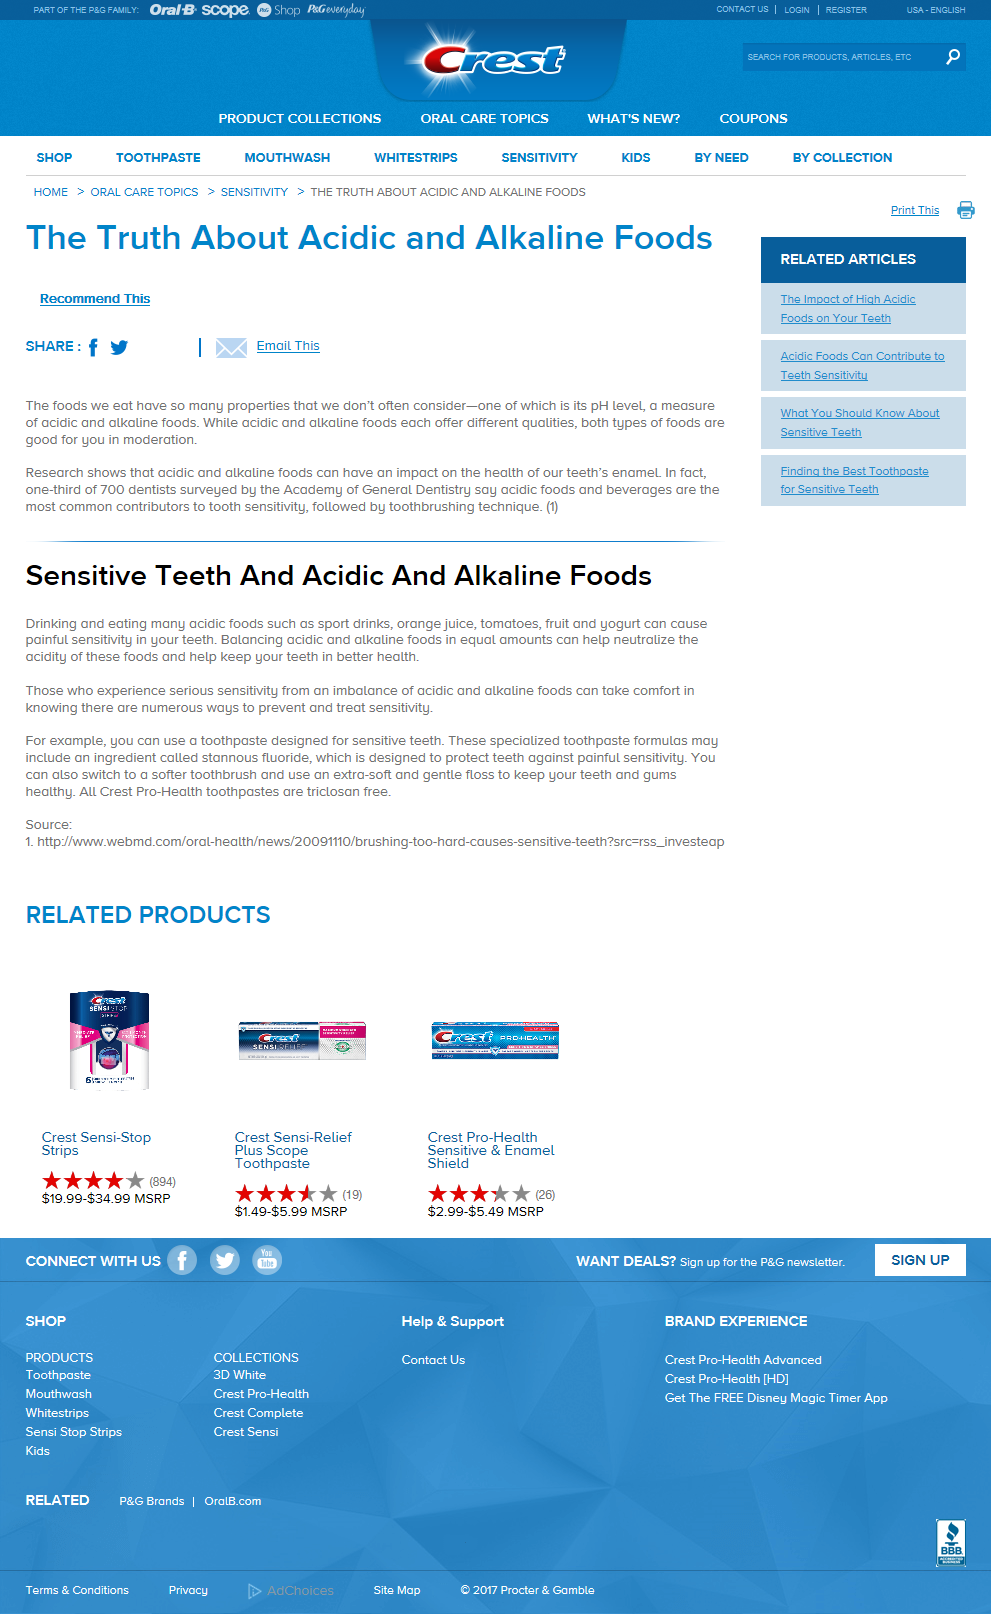 PART OF THE P&G FAMILY: Oral-B scope P&G Shop P&G everyday
CONTACT US | LOGIN | REGISTER USA - ENGLISH
Crest
SEARCH FOR PRODUCTS, ARTICLES, ETC
PRODUCT COLLECTIONS ORAL CARE TOPICS WHAT'S NEW? COUPONS
SHOP TOOTHPASTE MOUTHWASH WHITESTRIPS SENSITIVITY KIDS BY NEED BY COLLECTION
HOME > ORAL CARE TOPICS > SENSITIVITY > THE TRUTH ABOUT ACIDIC AND ALKALINE FOODS
Print This
The Truth About Acidic and Alkaline Foods
Recommend This
SHARE : | Email This
The foods we eat have so many properties that we don't often consider—one of which is its pH level, a measure
of acidic and alkaline foods. While acidic and alkaline foods each offer different qualities, both types of foods are
good for you in moderation.
Research shows that acidic and alkaline foods can have an impact on the health of our teeth's enamel. In fact,
one-third of 700 dentists surveyed by the Academy of General Dentistry say acidic foods and beverages are the
most common contributors to tooth sensitivity, followed by toothbrushing technique. (1)
RELATED ARTICLES
The Impact of High Acidic
Foods on Your Teeth
Acidic Foods Can Contribute to
Teeth Sensitivity
What You Should Know About
Sensitive Teeth
Finding the Best Toothpaste
for Sensitive Teeth
Sensitive Teeth And Acidic And Alkaline Foods
Drinking and eating many acidic foods such as sport drinks, orange juice, tomatoes, fruit and yogurt can cause
painful sensitivity in your teeth. Balancing acidic and alkaline foods in equal amounts can help neutralize the
acidity of these foods and help keep your teeth in better health.
Those who experience serious sensitivity from an imbalance of acidic and alkaline foods can take comfort in
knowing there are numerous ways to prevent and treat sensitivity.
For example, you can use a toothpaste designed for sensitive teeth. These specialized toothpaste formulas may
include an ingredient called stannous fluoride, which is designed to protect teeth against painful sensitivity. You
can also switch to a softer toothbrush and use an extra-soft and gentle floss to keep your teeth and gums
healthy. All Crest Pro-Health toothpastes are triclosan free.
Source:
1. http://www.webmd.com/oral-health/news/20091110/brushing-too-hard-causes-sensitive-teeth?src=rss_investeap
RELATED PRODUCTS
Crest
SENSI-STOP
STRIPS
Crest
SENSI-RELIEF
Crest PRO-HEALTH
Crest Sensi-Stop
Strips
(894)
$19.99-$34.99 MSRP
Crest Sensi-Relief
Plus Scope
Toothpaste
(19)
$1.49-$5.99 MSRP
Crest Pro-Health
Sensitive & Enamel
Shield
(26)
$2.99-$5.49 MSRP
CONNECT WITH US You Tube
WANT DEALS? Sign up for the P&G newsletter. SIGN UP
SHOP
PRODUCTS
Toothpaste
Mouthwash
Whitestrips
Sensi Stop Strips
Kids
COLLECTIONS
3D White
Crest Pro-Health
Crest Complete
Crest Sensi
Help & Support
Contact Us
BRAND EXPERIENCE
Crest Pro-Health Advanced
Crest Pro-Health [HD]
Get The FREE Disney Magic Timer App
RELATED P&G Brands | OralB.com
BBB
Terms & Conditions Privacy AdChoices Site Map © 2017 Procter & Gamble